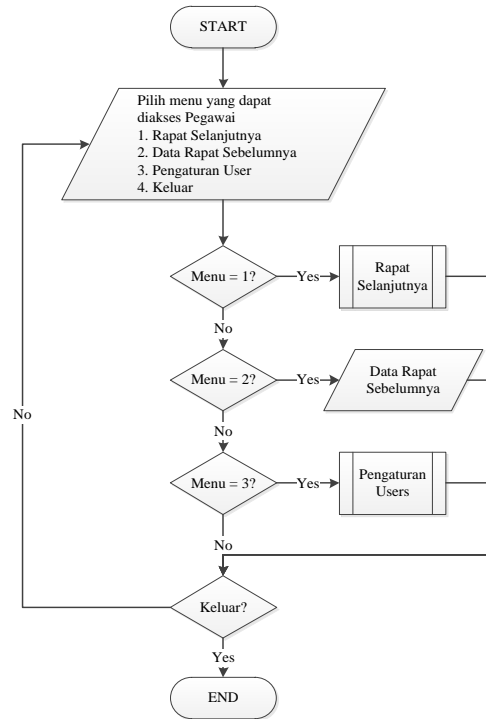 START
Pilih menu yang dapat
diakses Pegawai
1. Rapat Selanjutnya
2. Data Rapat Sebelumnya
3. Pengaturan User
4. Keluar
Menu = 1?
Yes
Rapat
Selanjutnya
No
Menu = 2?
Yes
Data Rapat
Sebelumnya
No
No
Menu = 3?
Yes
Pengaturan
Users
No
Keluar?
Yes
END